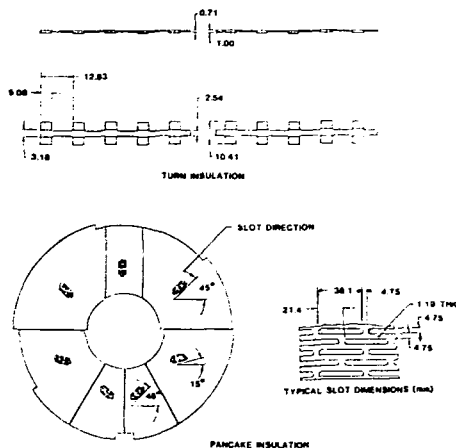 0.71
1.00
12.83
5.08
2.54
3.18
10.41
TURN INSULATION
SLOT DIRECTION
45°
38.1
4.75
21.4
1.19 THK
4.75
4.75
15°
TYPICAL SLOT DIMENSIONS (mm)
PANCAKE INSULATION